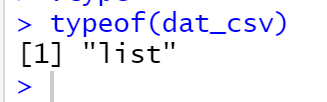 > typeof(dat_csv)
[1] "list"
>